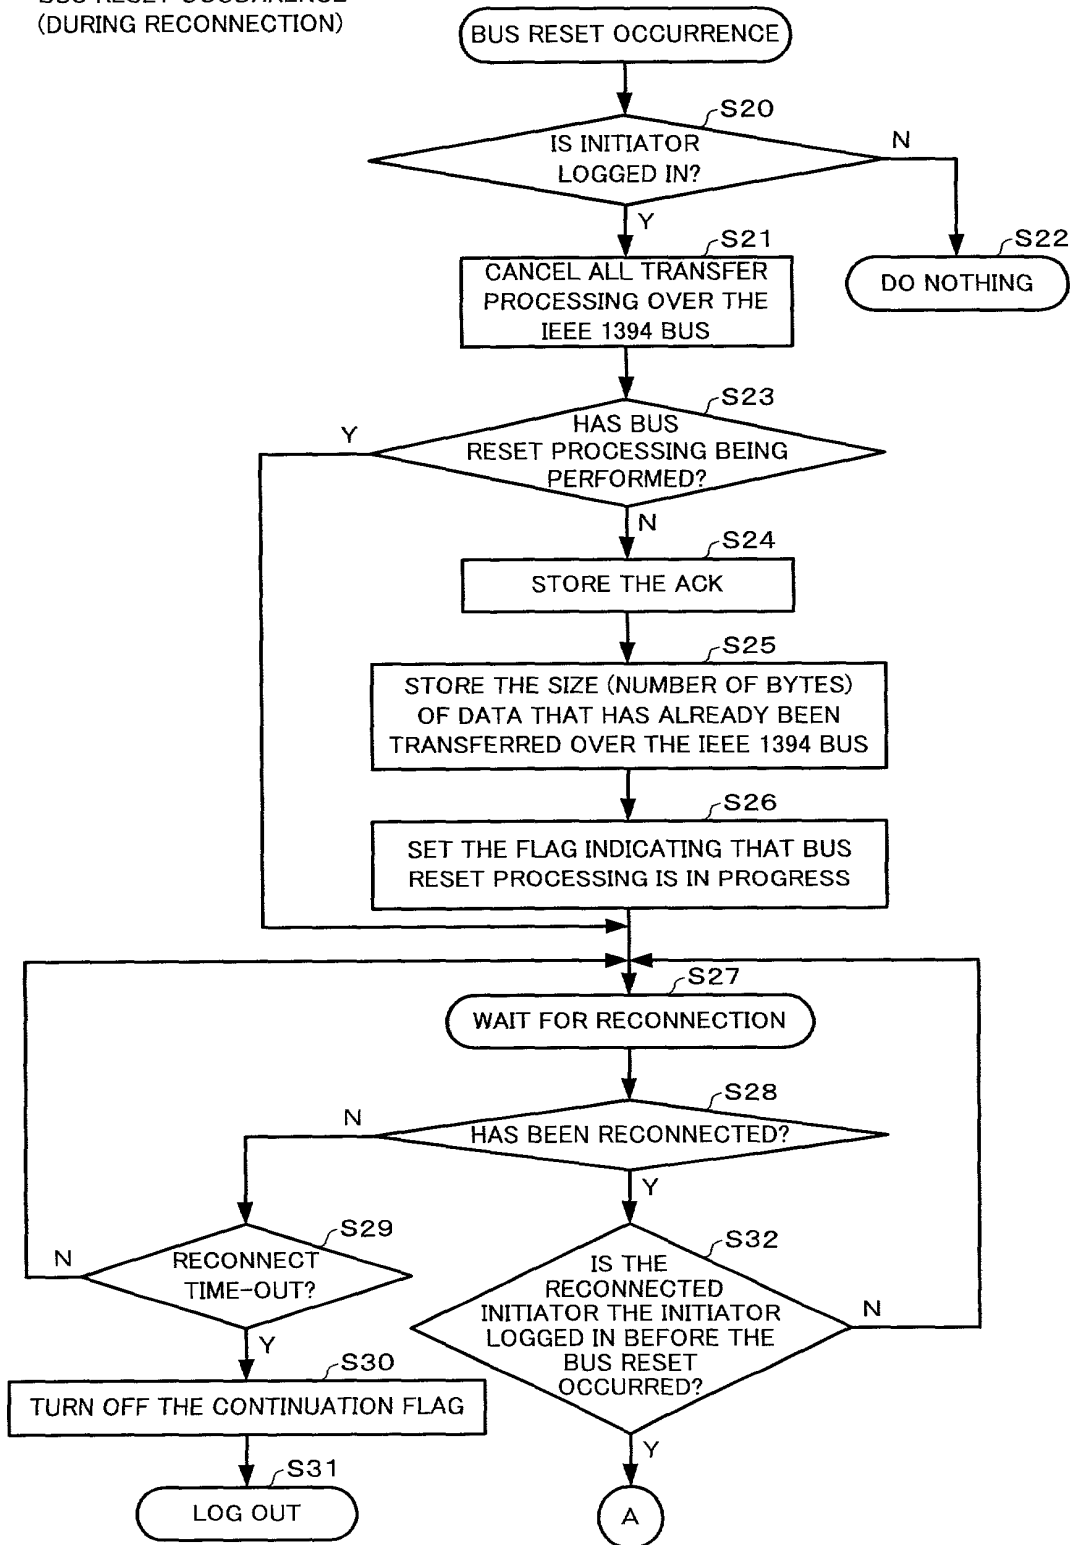 (DURING RECONNECTION)
BUS RESET OCCURRENCE
S20
IS INITIATOR
LOGGED IN?
N
Y
S21
CANCEL ALL TRANSFER
PROCESSING OVER THE
IEEE 1394 BUS
S22
DO NOTHING
S23
HAS BUS
RESET PROCESSING BEING
PERFORMED?
Y
N
S24
STORE THE ACK
S25
STORE THE SIZE (NUMBER OF BYTES)
OF DATA THAT HAS ALREADY BEEN
TRANSFERRED OVER THE IEEE 1394 BUS
S26
SET THE FLAG INDICATING THAT BUS
RESET PROCESSING IS IN PROGRESS
S27
WAIT FOR RECONNECTION
S28
HAS BEEN RECONNECTED?
N
Y
S29
RECONNECT
TIME-OUT?
N
Y
S30
TURN OFF THE CONTINUATION FLAG
S31
LOG OUT
S32
IS THE
RECONNECTED
INITIATOR THE INITIATOR
LOGGED IN BEFORE THE
BUS RESET
OCCURRED?
N
Y
A